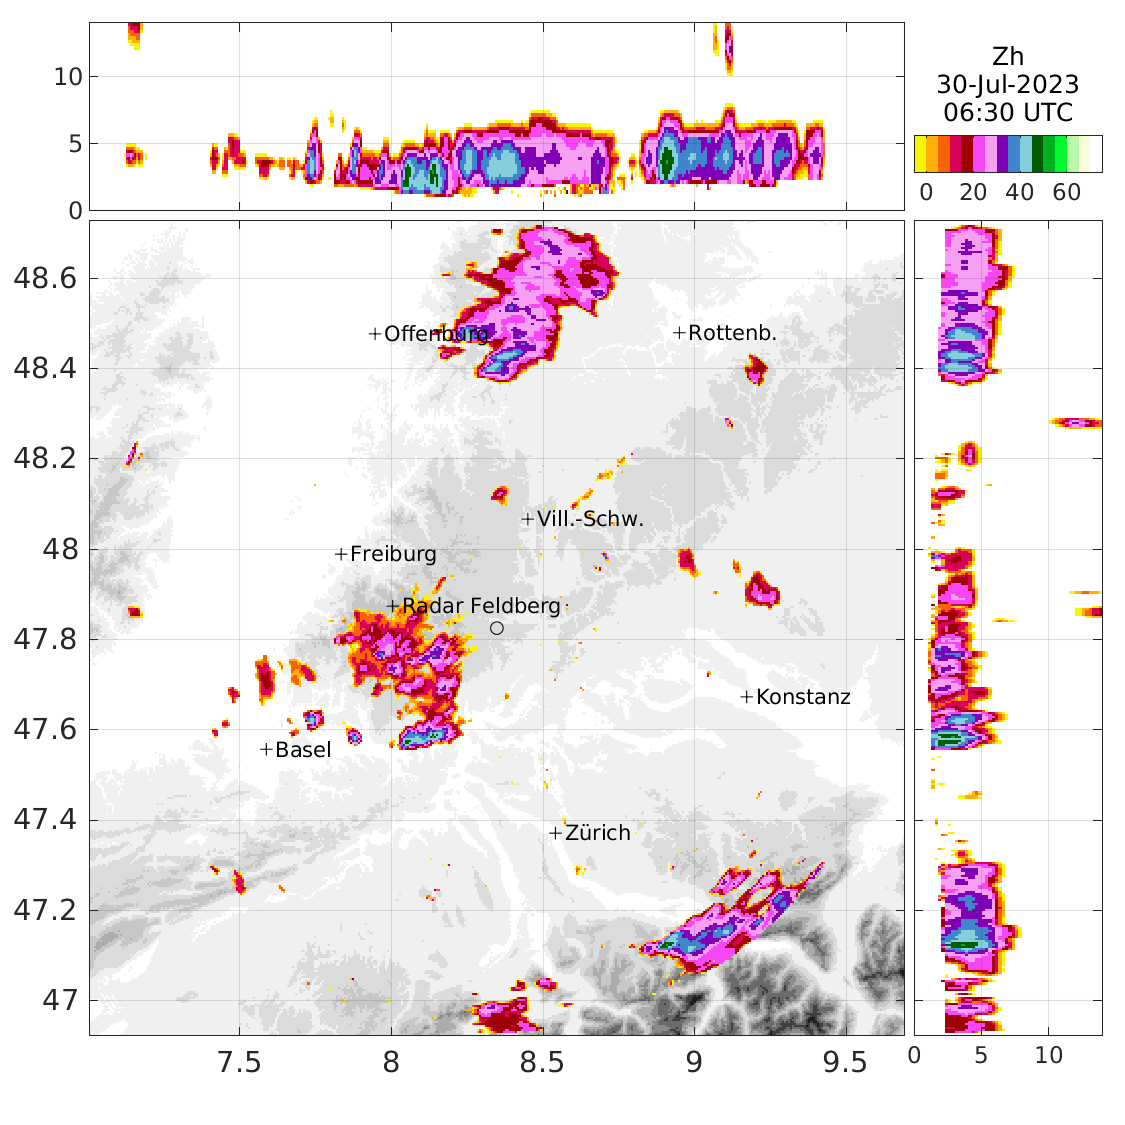 Zh
30-Jul-2023
06:30 UTC
0 20 40 60
10
5
0
48.6
48.4
48.2
48
47.8
47.6
47.4
47.2
47
Offenburg
Rottenb.
Vill.-Schw.
Freiburg
Radar Feldberg
Konstanz
Basel
Zürich
7.5 8 8.5 9 9.5
0 5 10